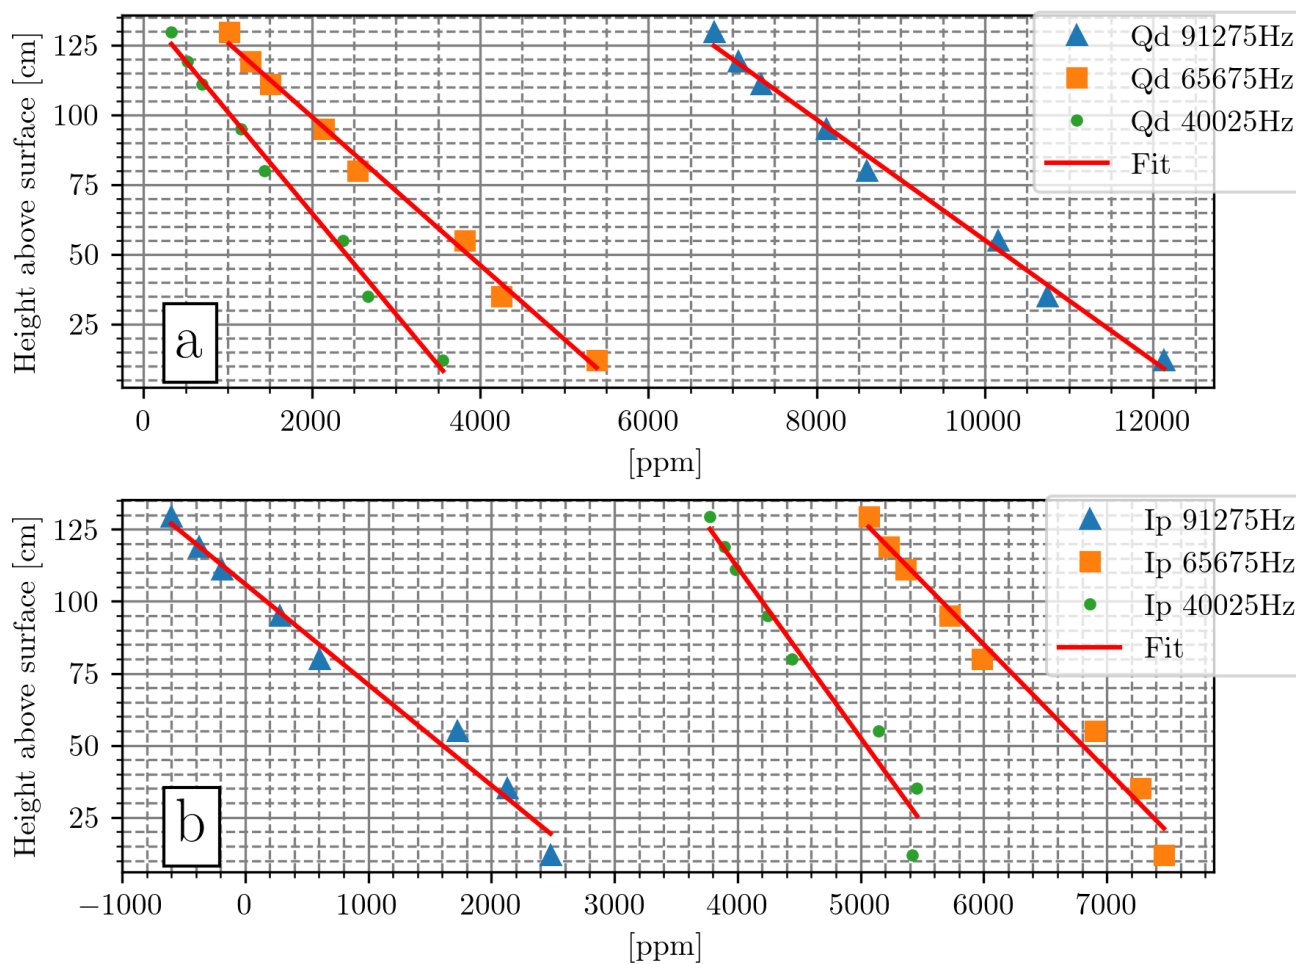 Height above surface [cm]
125
100
75
50
25
a
Qd 91275Hz
Qd 65675Hz
Qd 40025Hz
Fit
0 2000 4000 6000 8000 10000 12000
[ppm]
Height above surface [cm]
125
100
75
50
25
b
Ip 91275Hz
Ip 65675Hz
Ip 40025Hz
Fit
−1000 0 1000 2000 3000 4000 5000 6000 7000
[ppm]